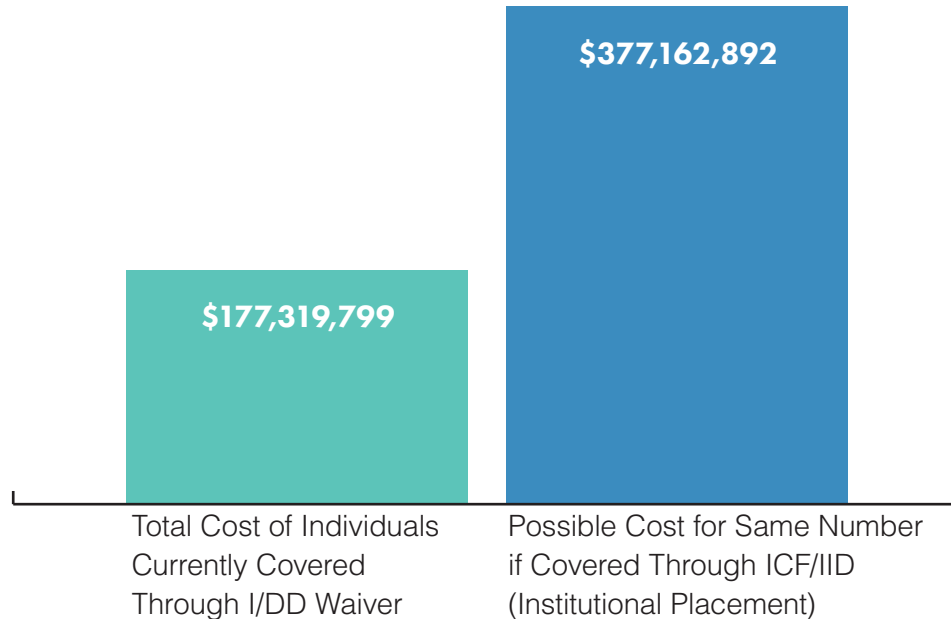 $377,162,892
$177,319,799
Total Cost of Individuals
Currently Covered
Through I/DD Waiver
Possible Cost for Same Number
if Covered Through ICF/IID
(Institutional Placement)